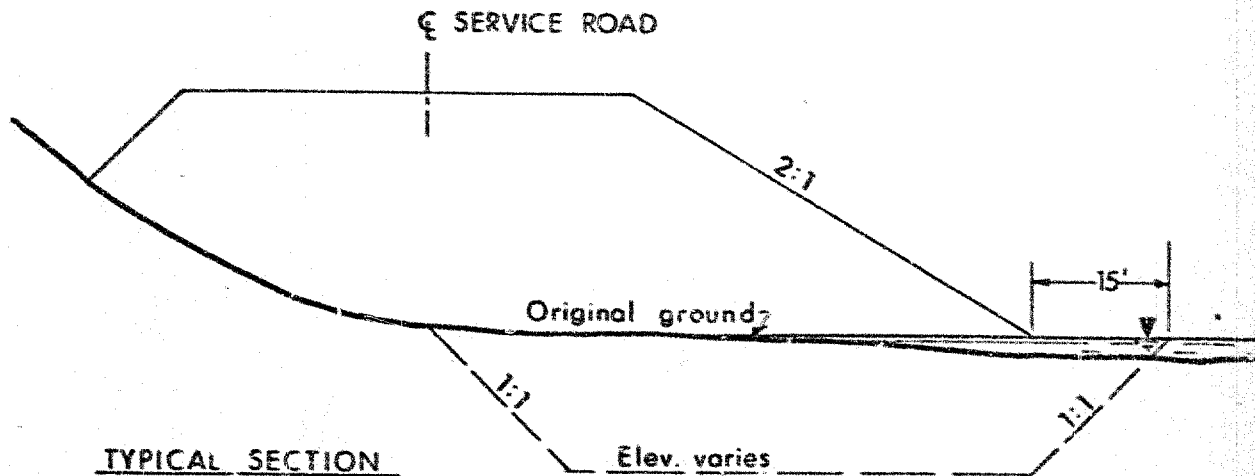 ℄ SERVICE ROAD
2:1
15'
Original ground
1:1
1:1
TYPICAL SECTION
Elev. varies